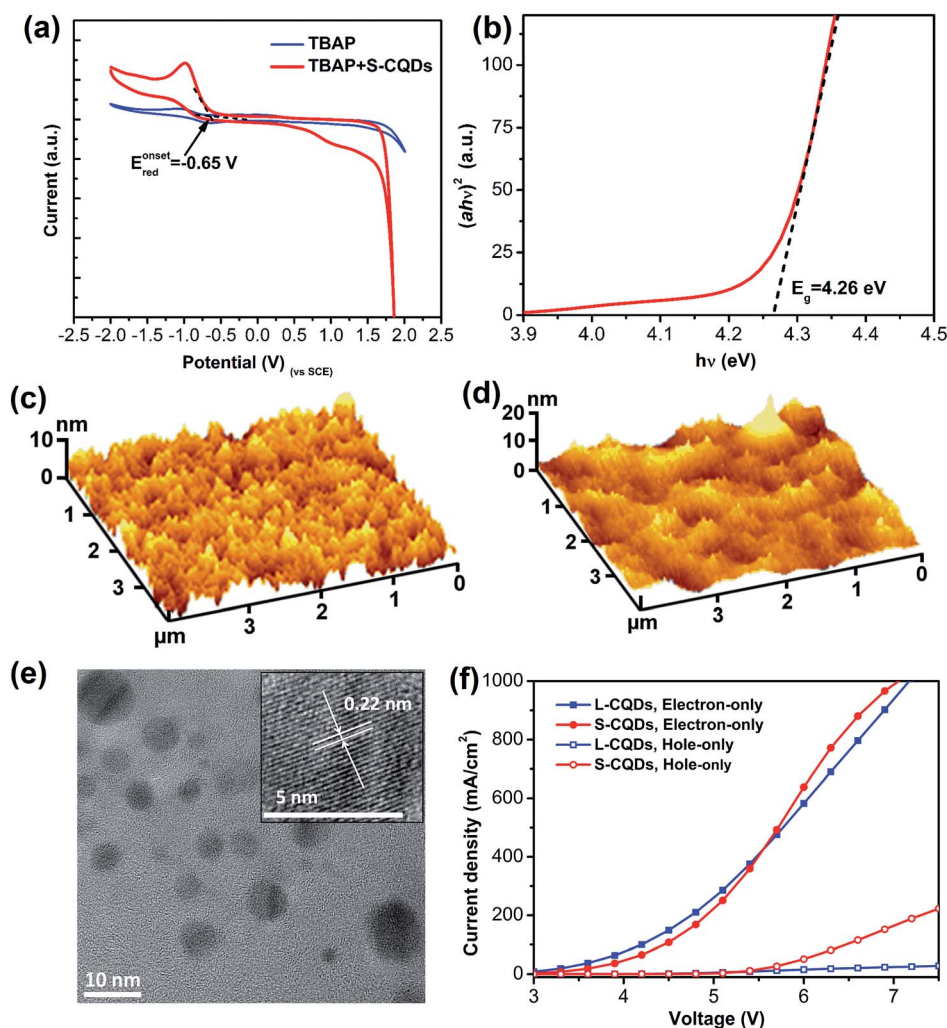 (a)
TBAP
TBAP+S-CQDs
E_red^onset=-0.65 V
Current (a.u.)
-2.5 -2.0 -1.5 -1.0 -0.5 0.0 0.5 1.0 1.5 2.0 2.5
Potential (V) (vs SCE)
(b)
(ahν)² (a.u.)
100
75
50
25
0
E_g=4.26 eV
3.9 4.0 4.1 4.2 4.3 4.4 4.5
hν (eV)
(c)
nm
10
0
1
2
3
µm
3
2
1
0
(d)
nm
20
10
0
1
2
3
µm
3
2
1
0
(e)
0.22 nm
5 nm
10 nm
(f)
L-CQDs, Electron-only
S-CQDs, Electron-only
L-CQDs, Hole-only
S-CQDs, Hole-only
Current density (mA/cm²)
1000
800
600
400
200
0
3 4 5 6 7
Voltage (V)